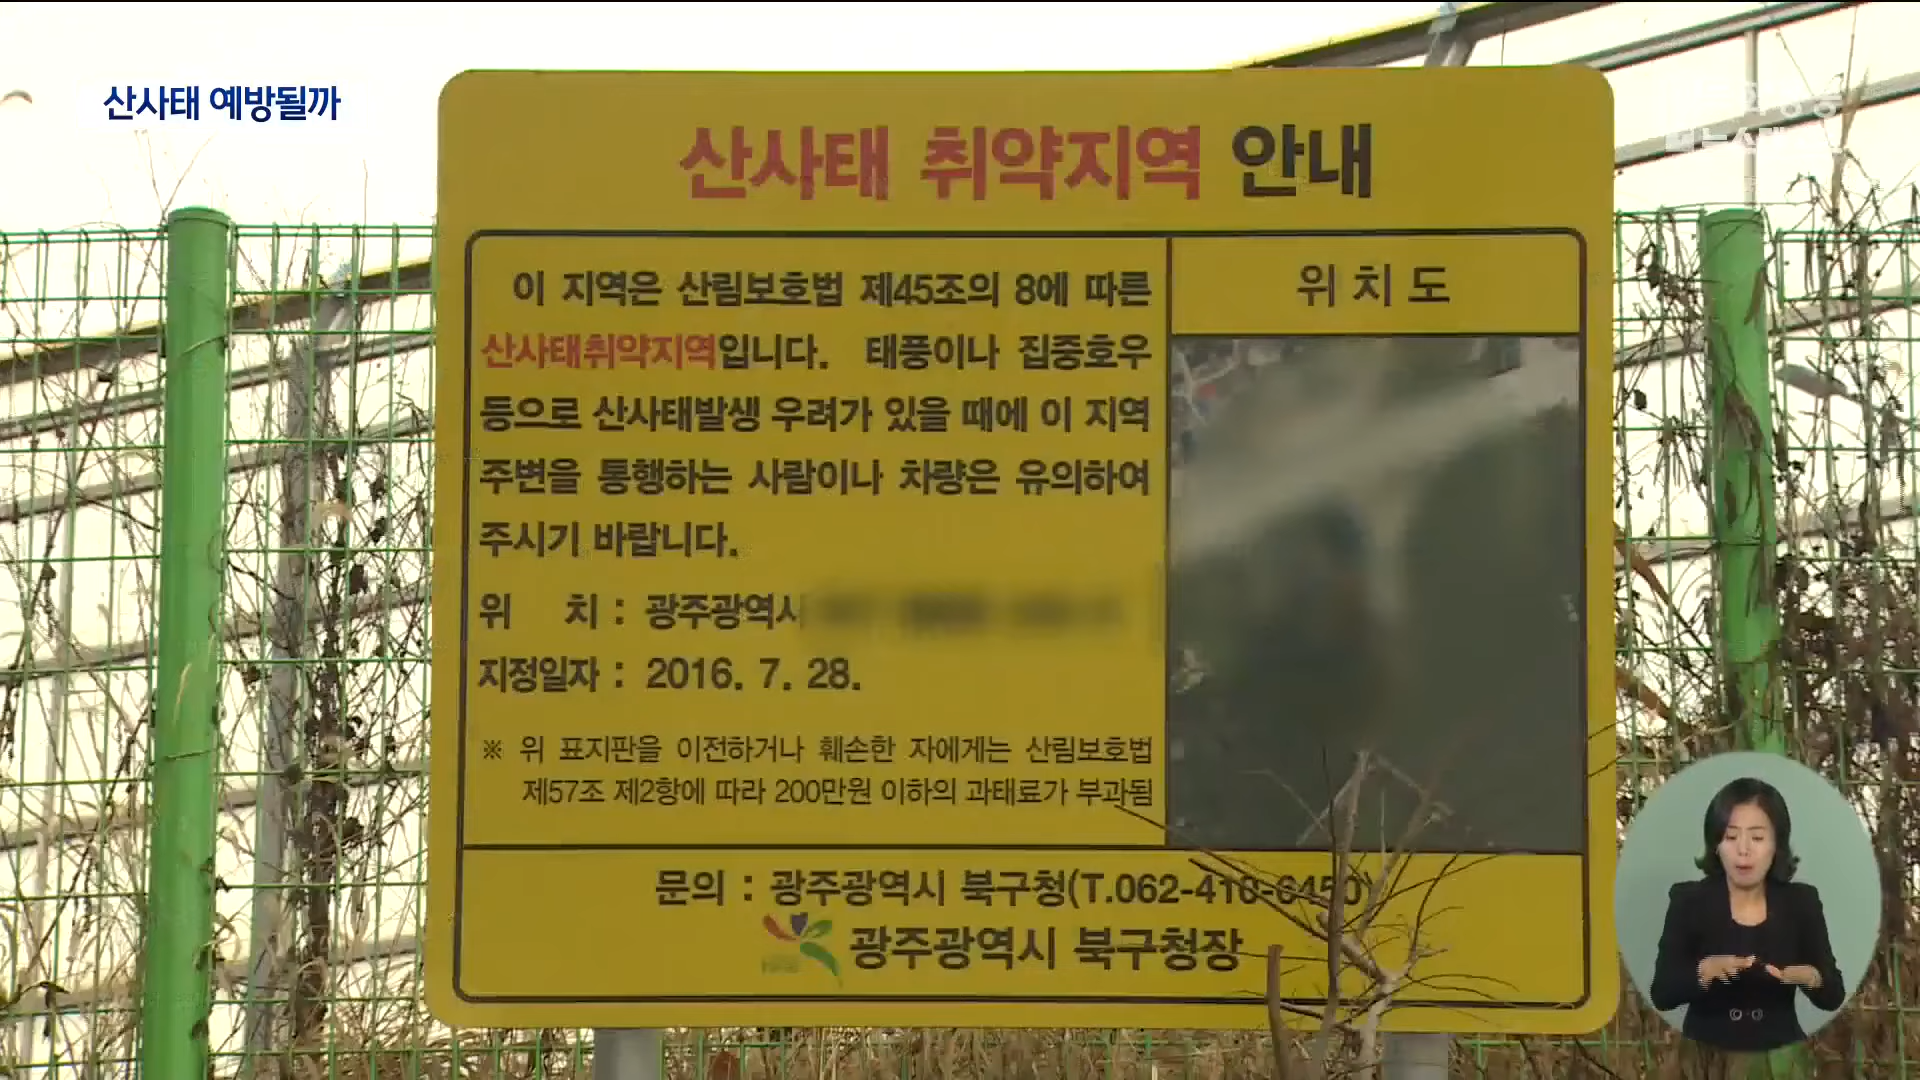 산사태 예방될까
산사태 취약지역 안내
이 지역은 산림보호법 제45조의 8에 따른
산사태취약지역입니다. 태풍이나 집중호우
등으로 산사태발생 우려가 있을 때에 이 지역
주변을 통행하는 사람이나 차량은 유의하여
주시기 바랍니다.
위 치 : 광주광역시
지정일자 : 2016. 7. 28.
※ 위 표지판을 이전하거나 훼손한 자에게는 산림보호법
제57조 제2항에 따라 200만원 이하의 과태료가 부과됨
위치도
문의 : 광주광역시 북구청(T.062-410-6450)
광주광역시 북구청장